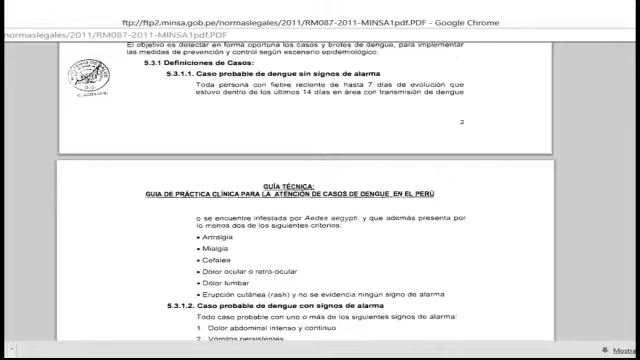 ftp://ftp2.minsa.gob.pe/normaslegales/2011/RM087-2011-MINSA1pdf.PDF - Google Chrome
normaslegales/2011/RM087-2011-MINSA1pdf.PDF
El objetivo es detectar en forma oportuna los casos y brotes de dengue, para implementar
las medidas de prevención y control según escenario epidemiológico.
5.3.1 Definiciones de Casos:
5.3.1.1. Caso probable de dengue sin signos de alarma
Toda persona con fiebre reciente de hasta 7 días de evolución que
estuvo dentro de los últimos 14 días en área con transmisión de dengue
2
GUÍA TÉCNICA:
GUIA DE PRÁCTICA CLÍNICA PARA LA ATENCIÓN DE CASOS DE DENGUE EN EL PERÚ
o se encuentre infestada por Aedes aegypti, y que además presenta por
lo menos dos de los siguientes criterios:
• Artralgia
• Mialgia
• Cefalea
• Dolor ocular o retro-ocular
• Dolor lumbar
• Erupción cutánea (rash) y no se evidencia ningún signo de alarma
5.3.1.2. Caso probable de dengue con signos de alarma
Todo caso probable con uno o más de los siguientes signos de alarma:
1. Dolor abdominal intenso y continuo
2. Vómitos persistentes
Mostra